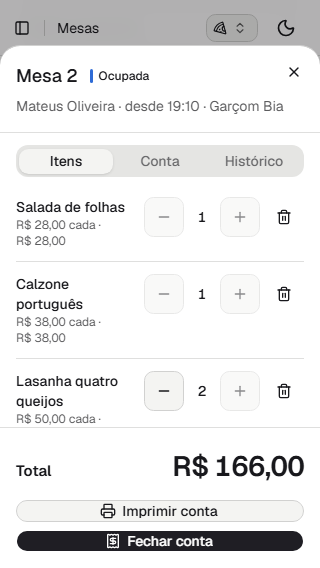 Mesas
Mesa 2 Ocupada
Mateus Oliveira · desde 19:10 · Garçom Bia
Itens Conta Histórico
Salada de folhas
R$ 28,00 cada ·
R$ 28,00
1
Calzone
português
R$ 38,00 cada ·
R$ 38,00
1
Lasanha quatro
queijos
R$ 50,00 cada ·
2
Total R$ 166,00
Imprimir conta
Fechar conta